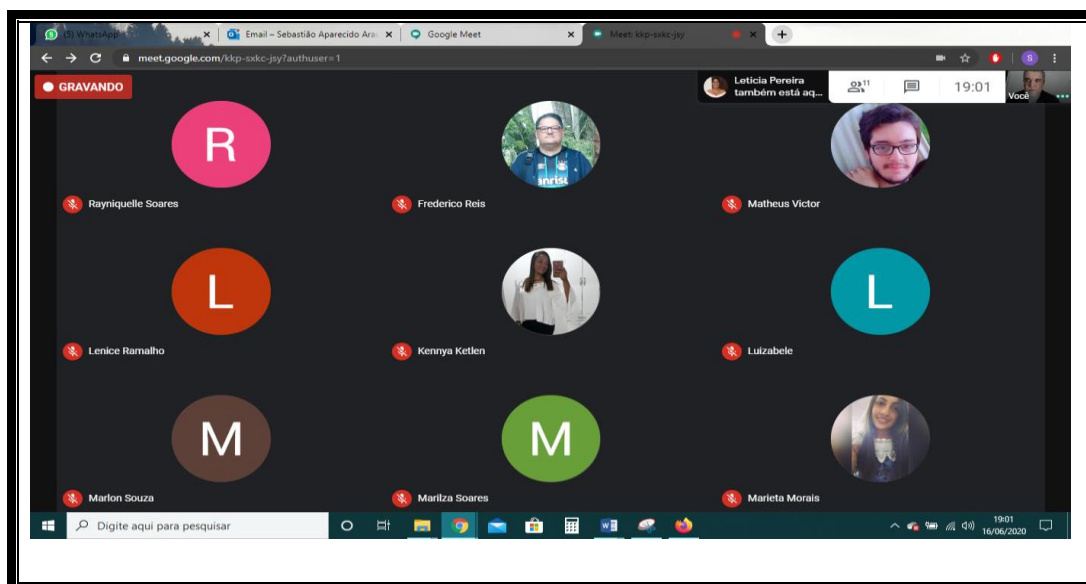 (5) WhatsApp
Email – Sebastião Aparecido Ara
Google Meet
Meet: kkp-sxkc-jsy
meet.google.com/kkp-sxkc-jsy?authuser=1
S
GRAVANDO
Leticia Pereira
também está aq...
11
19:01
Você
R
Rayniquelle Soares
anrisu
Frederico Reis
Matheus Victor
L
Lenice Ramalho
Kennya Ketlen
L
Luizabele
M
Marlon Souza
M
Marilza Soares
Marieta Morais
Digite aqui para pesquisar
19:01
16/06/2020